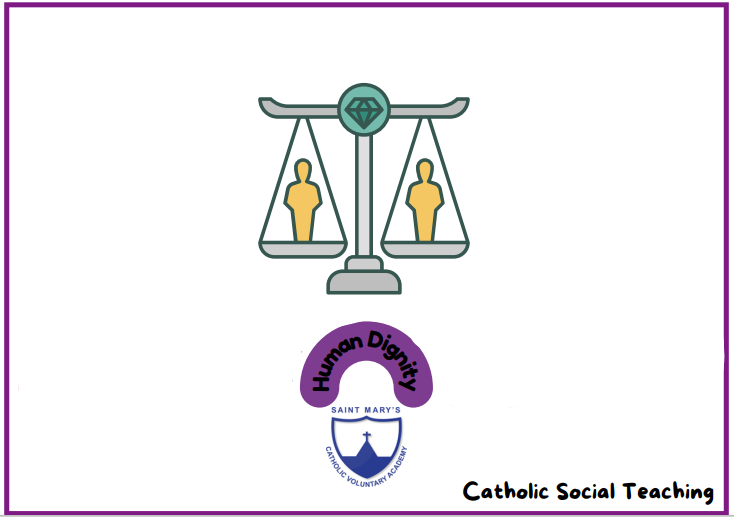 Human Dignity
SAINT MARY'S
CATHOLIC VOLUNTARY ACADEMY
Catholic Social Teaching